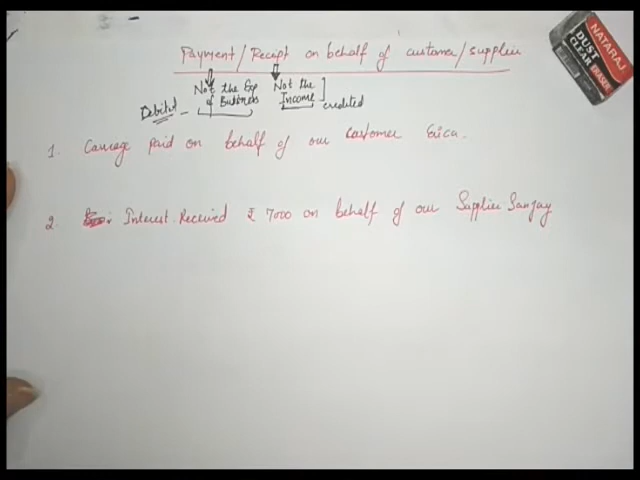 Payment/Receipt on behalf of customer/supplier
Not the Exp of Business
Not the Income
Debited -
credited
1. Carriage Paid on behalf of our Customer Erica.
2. Interest Received ₹ 7000 on behalf of our Supplier Sanjay
NATARAJ
DUST
CLEAR
ERASER